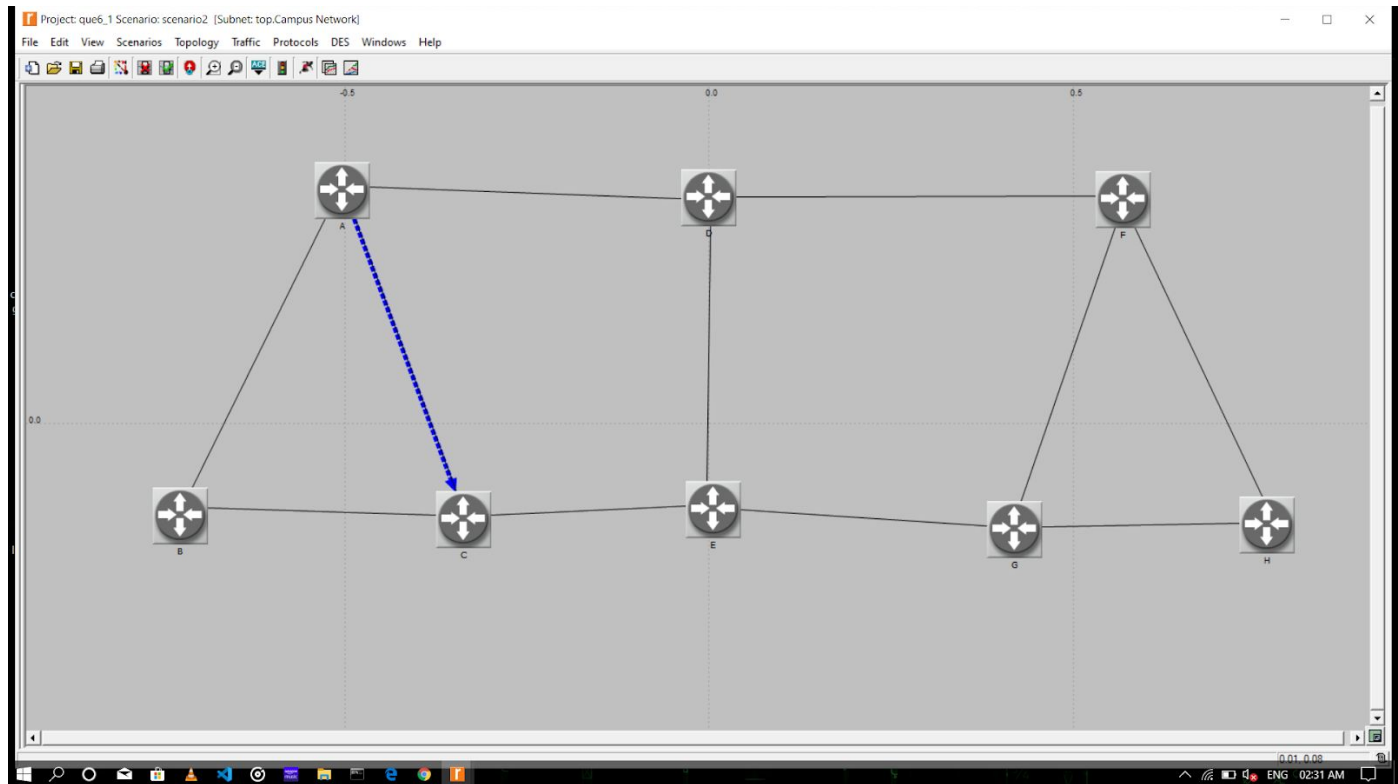 Project: que6_1 Scenario: scenario2 [Subnet: top.Campus Network]
File Edit View Scenarios Topology Traffic Protocols DES Windows Help
ACE
-0.5 0.0 0.5
A
D
F
0.0
B
C
E
G
H
0.01, 0.08
ENG 02:31 AM